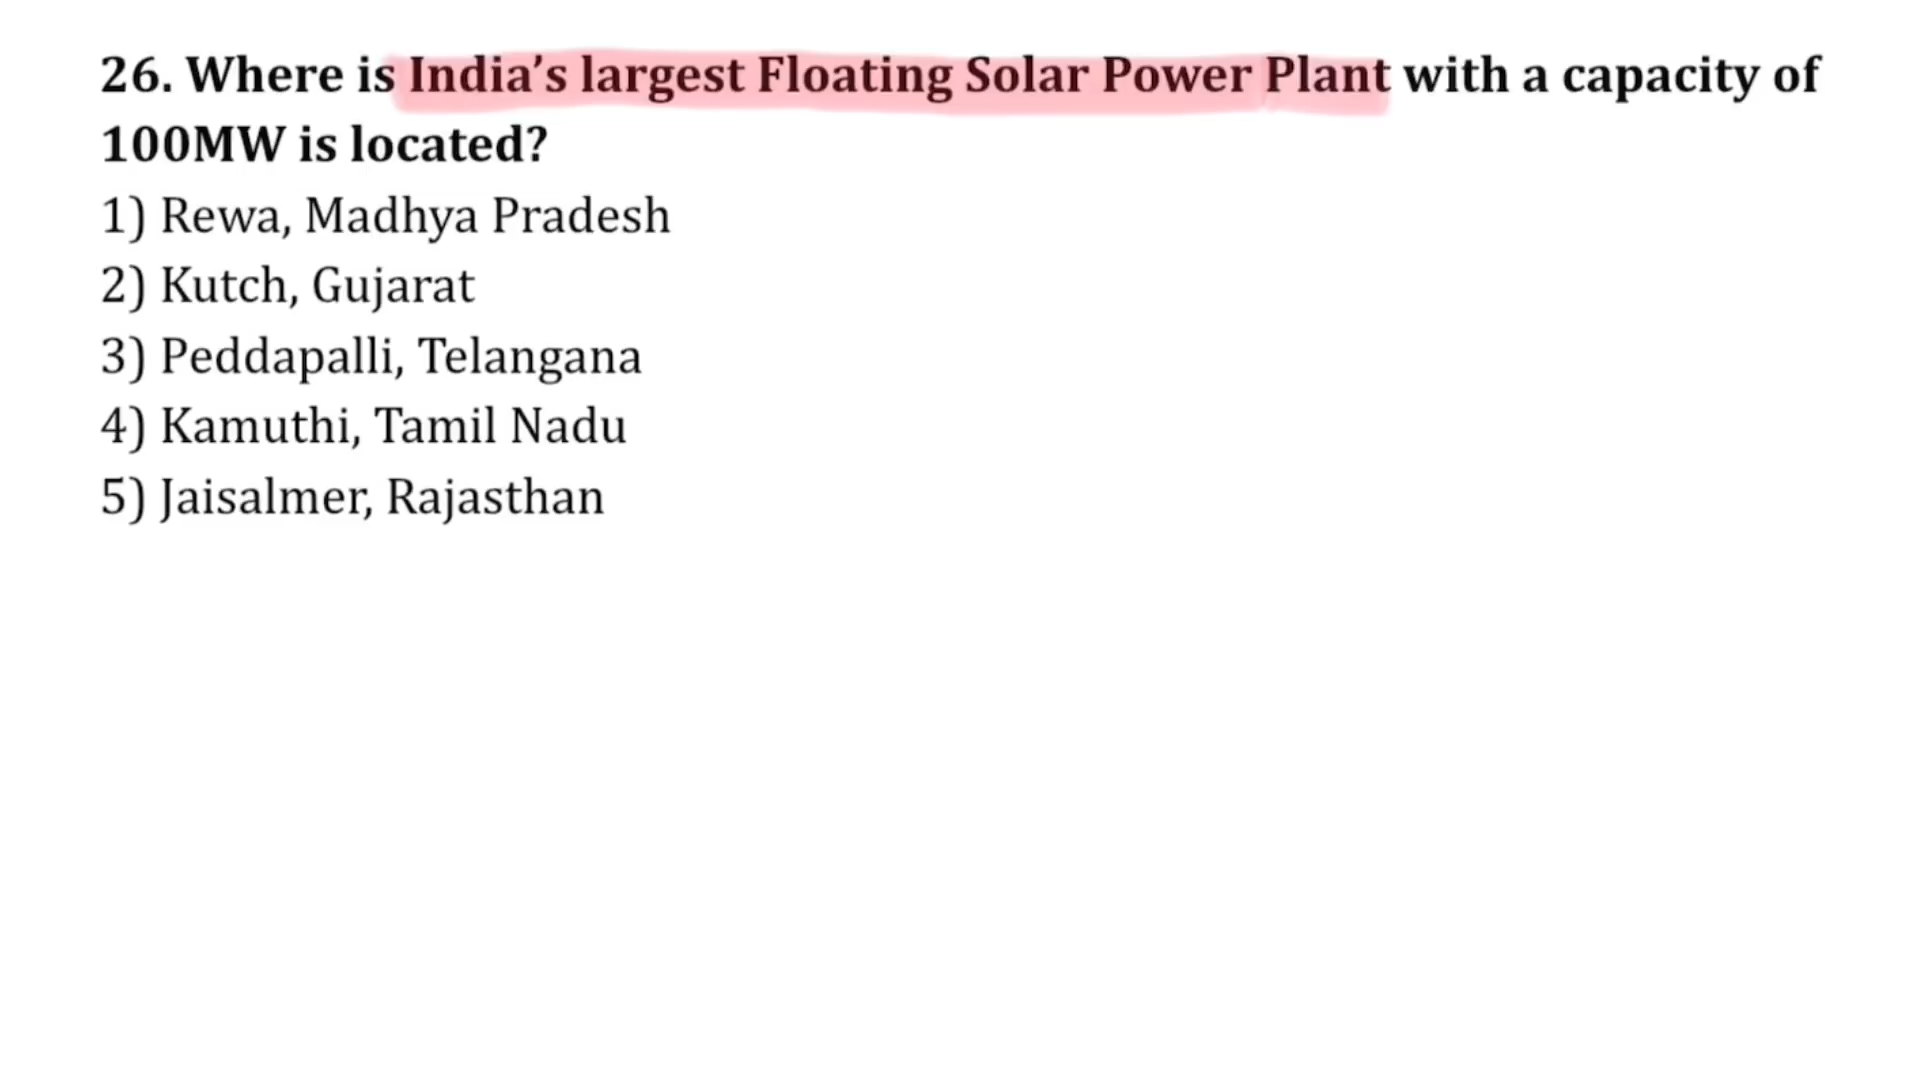 26. Where is India’s largest Floating Solar Power Plant with a capacity of
100MW is located?
1) Rewa, Madhya Pradesh
2) Kutch, Gujarat
3) Peddapalli, Telangana
4) Kamuthi, Tamil Nadu
5) Jaisalmer, Rajasthan